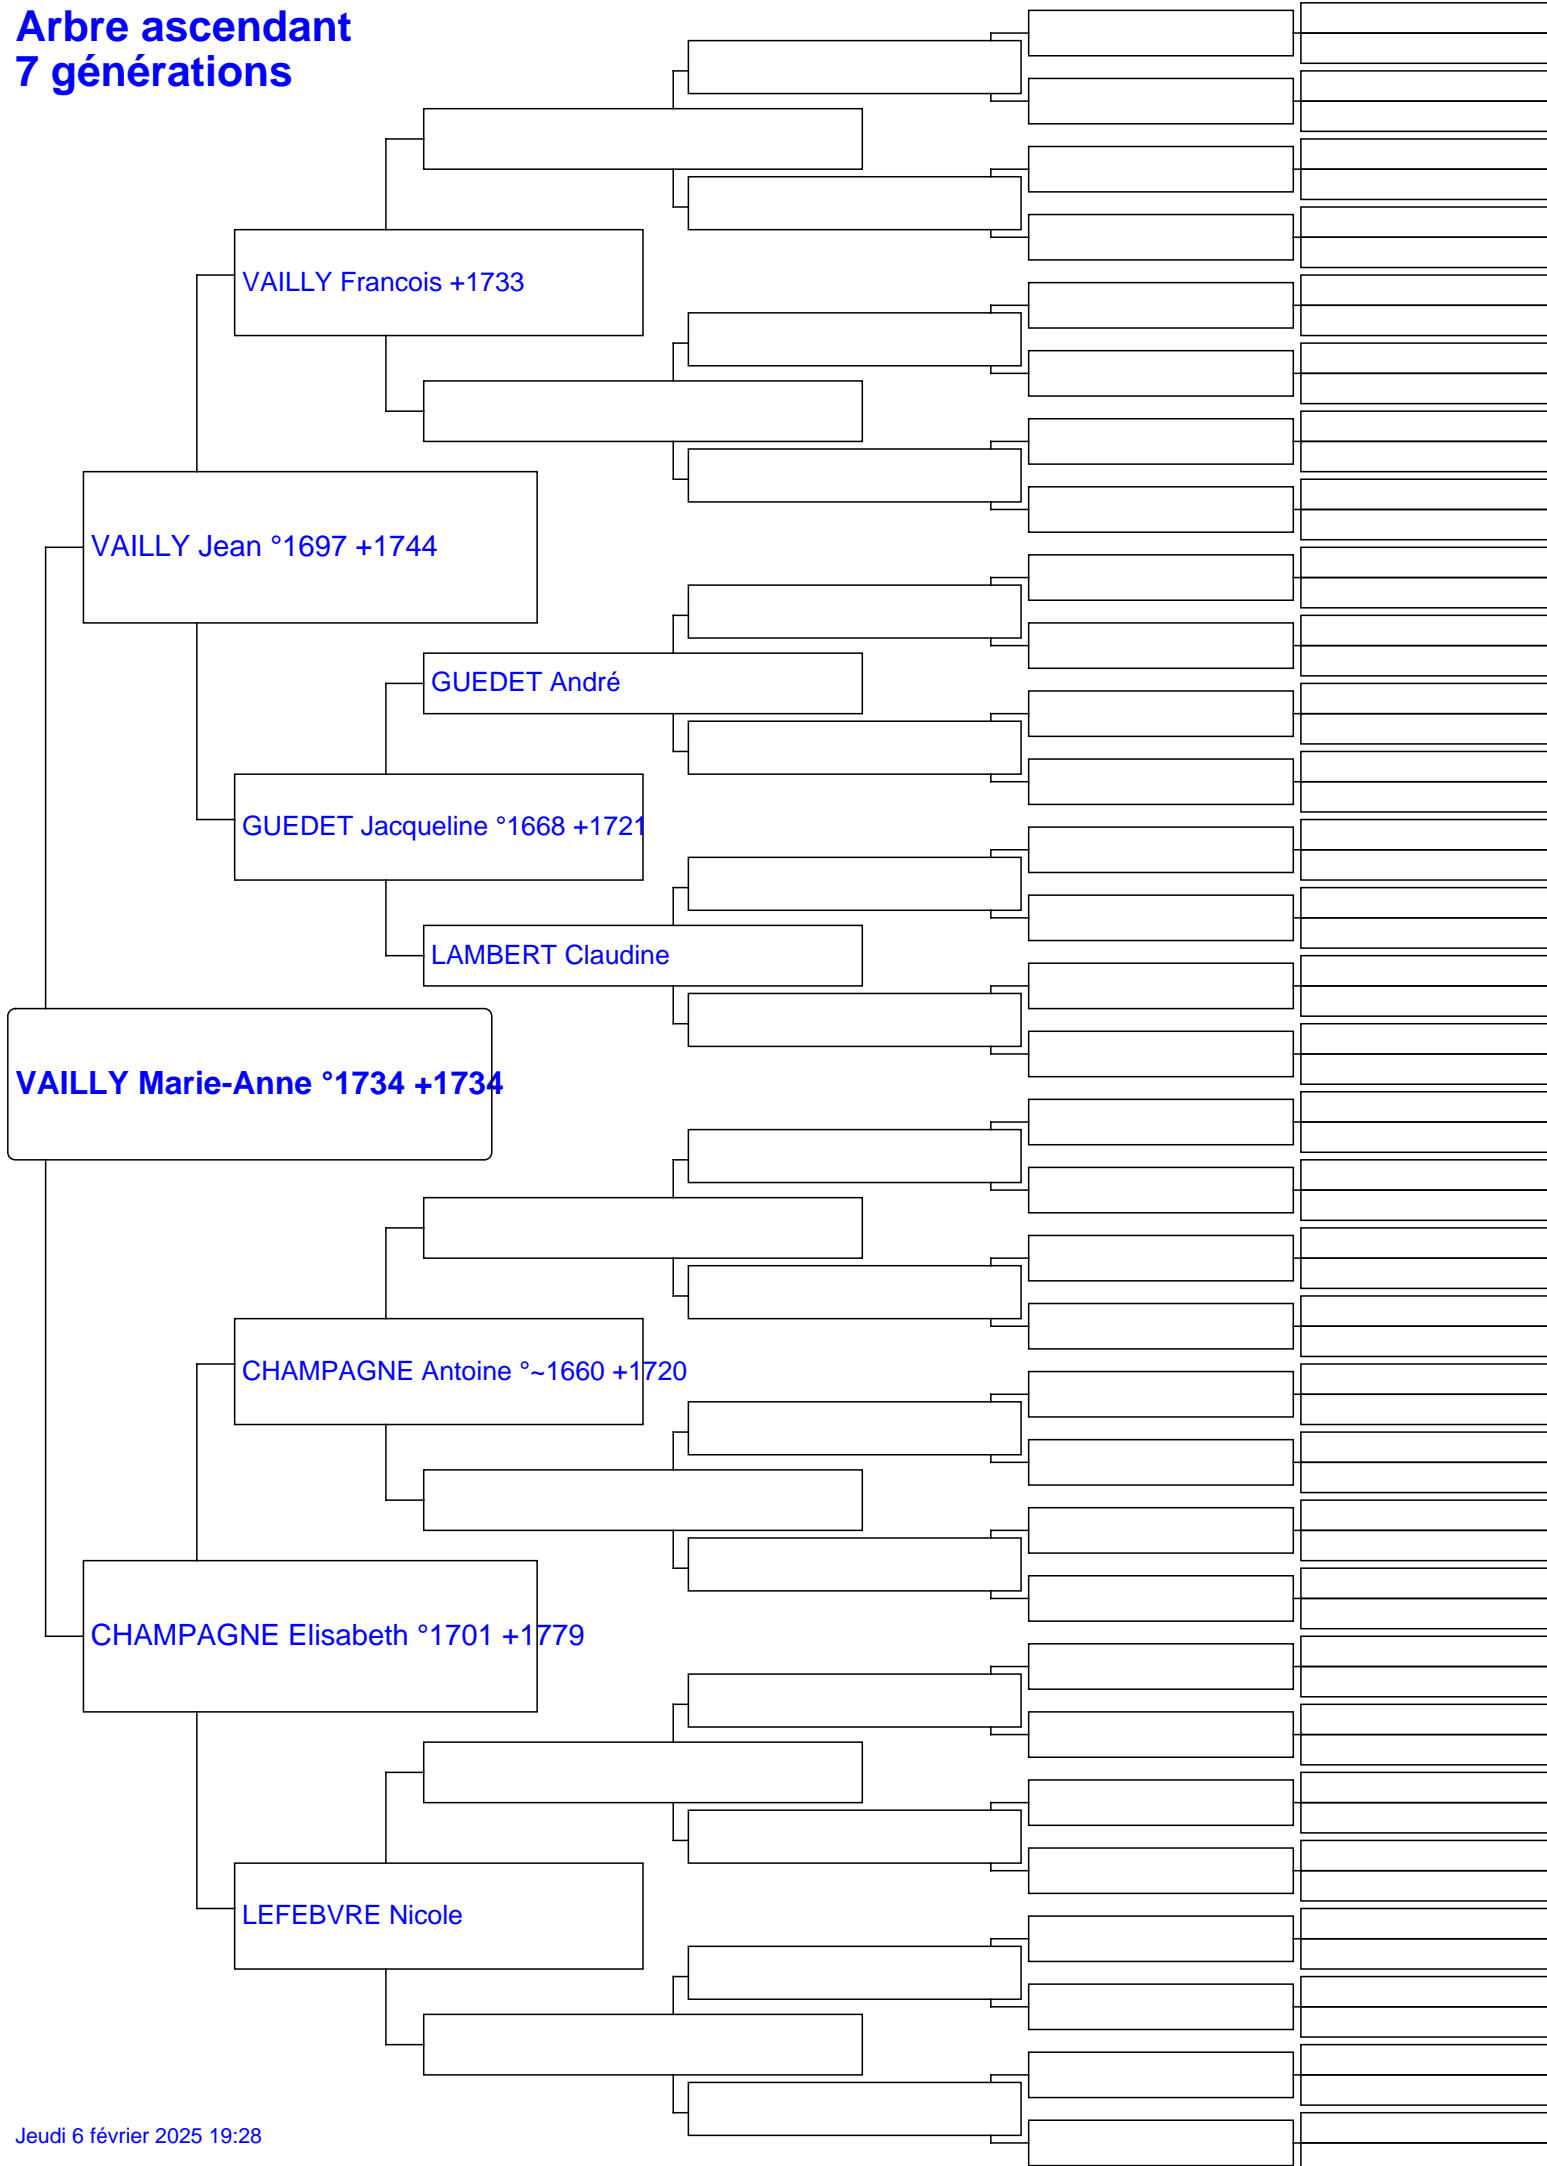 Arbre ascendant
7 générations
VAILLY Francois +1733
VAILLY Jean °1697 +1744
GUEDET André
GUEDET Jacqueline °1668 +1721
LAMBERT Claudine
VAILLY Marie-Anne °1734 +1734
CHAMPAGNE Antoine °~1660 +1720
CHAMPAGNE Elisabeth °1701 +1779
LEFEBVRE Nicole
Jeudi 6 février 2025 19:28